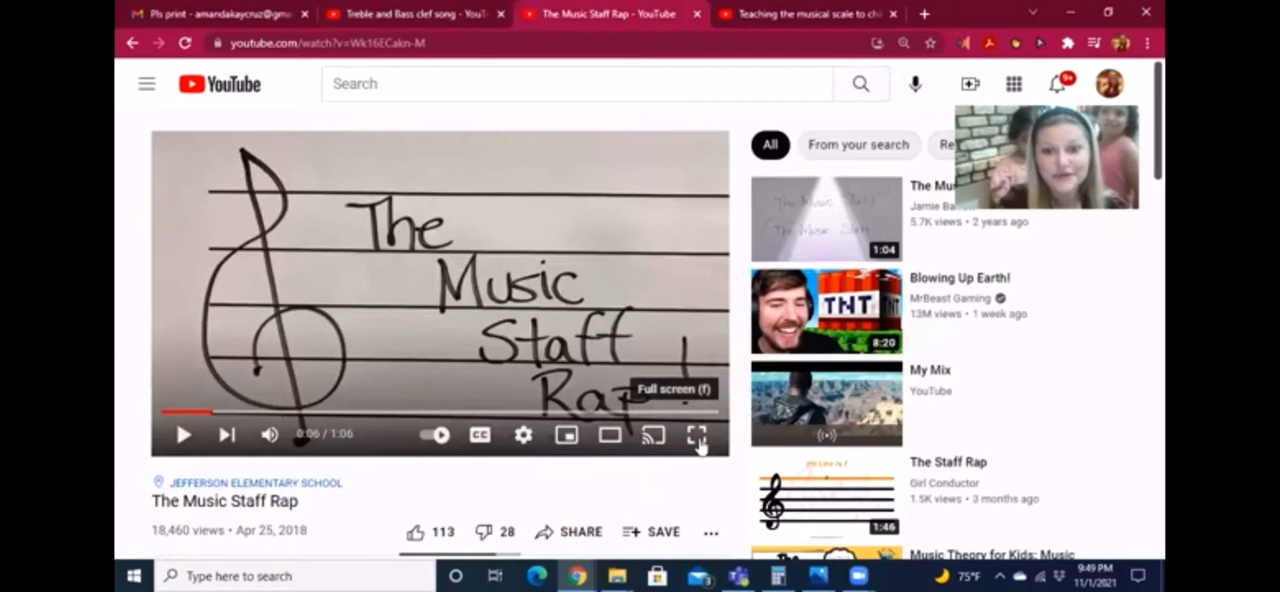 Pls print - amandakaycruz@gma
Treble and Bass clef song - YouT
The Music Staff Rap - YouTube
Teaching the musical scale to chi
youtube.com/watch?v=Wk16ECakn-M
YouTube
Search
9+
All
From your search
Re
The
Music
Staff
Rap!
Full screen (f)
0:06 / 1:06
CC
JEFFERSON ELEMENTARY SCHOOL
The Music Staff Rap
18,460 views • Apr 25, 2018
113
28
SHARE
SAVE
The Mu
5.7K views • 2 years ago
1:04
Blowing Up Earth!
MrBeast Gaming
13M views • 1 week ago
TNT
8:20
My Mix
YouTube
The Staff Rap
Girl Conductor
1.5K views • 3 months ago
1:46
Music Theory for Kids: Music
Type here to search
75°F
9:49 PM
11/1/2021